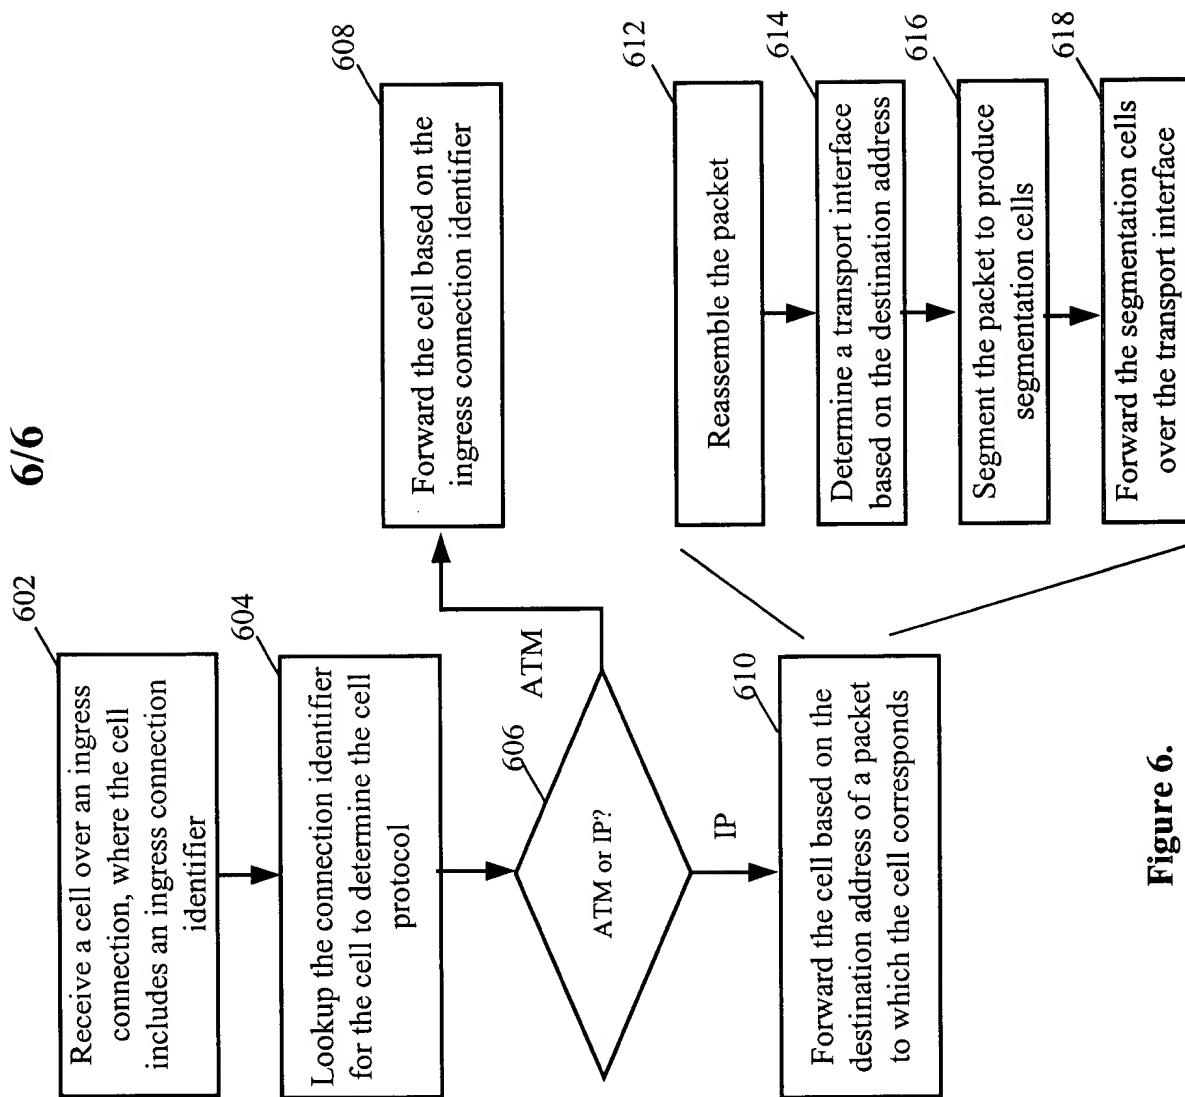 6/6
602
Receive a cell over an ingress
connection, where the cell
includes an ingress connection
identifier
604
Lookup the connection identifier
for the cell to determine the cell
protocol
606
ATM or IP?
ATM
IP
608
Forward the cell based on the
ingress connection identifier
610
Forward the cell based on the
destination address of a packet
to which the cell corresponds
612
Reassemble the packet
614
Determine a transport interface
based on the destination address
616
Segment the packet to produce
segmentation cells
618
Forward the segmentation cells
over the transport interface
Figure 6.